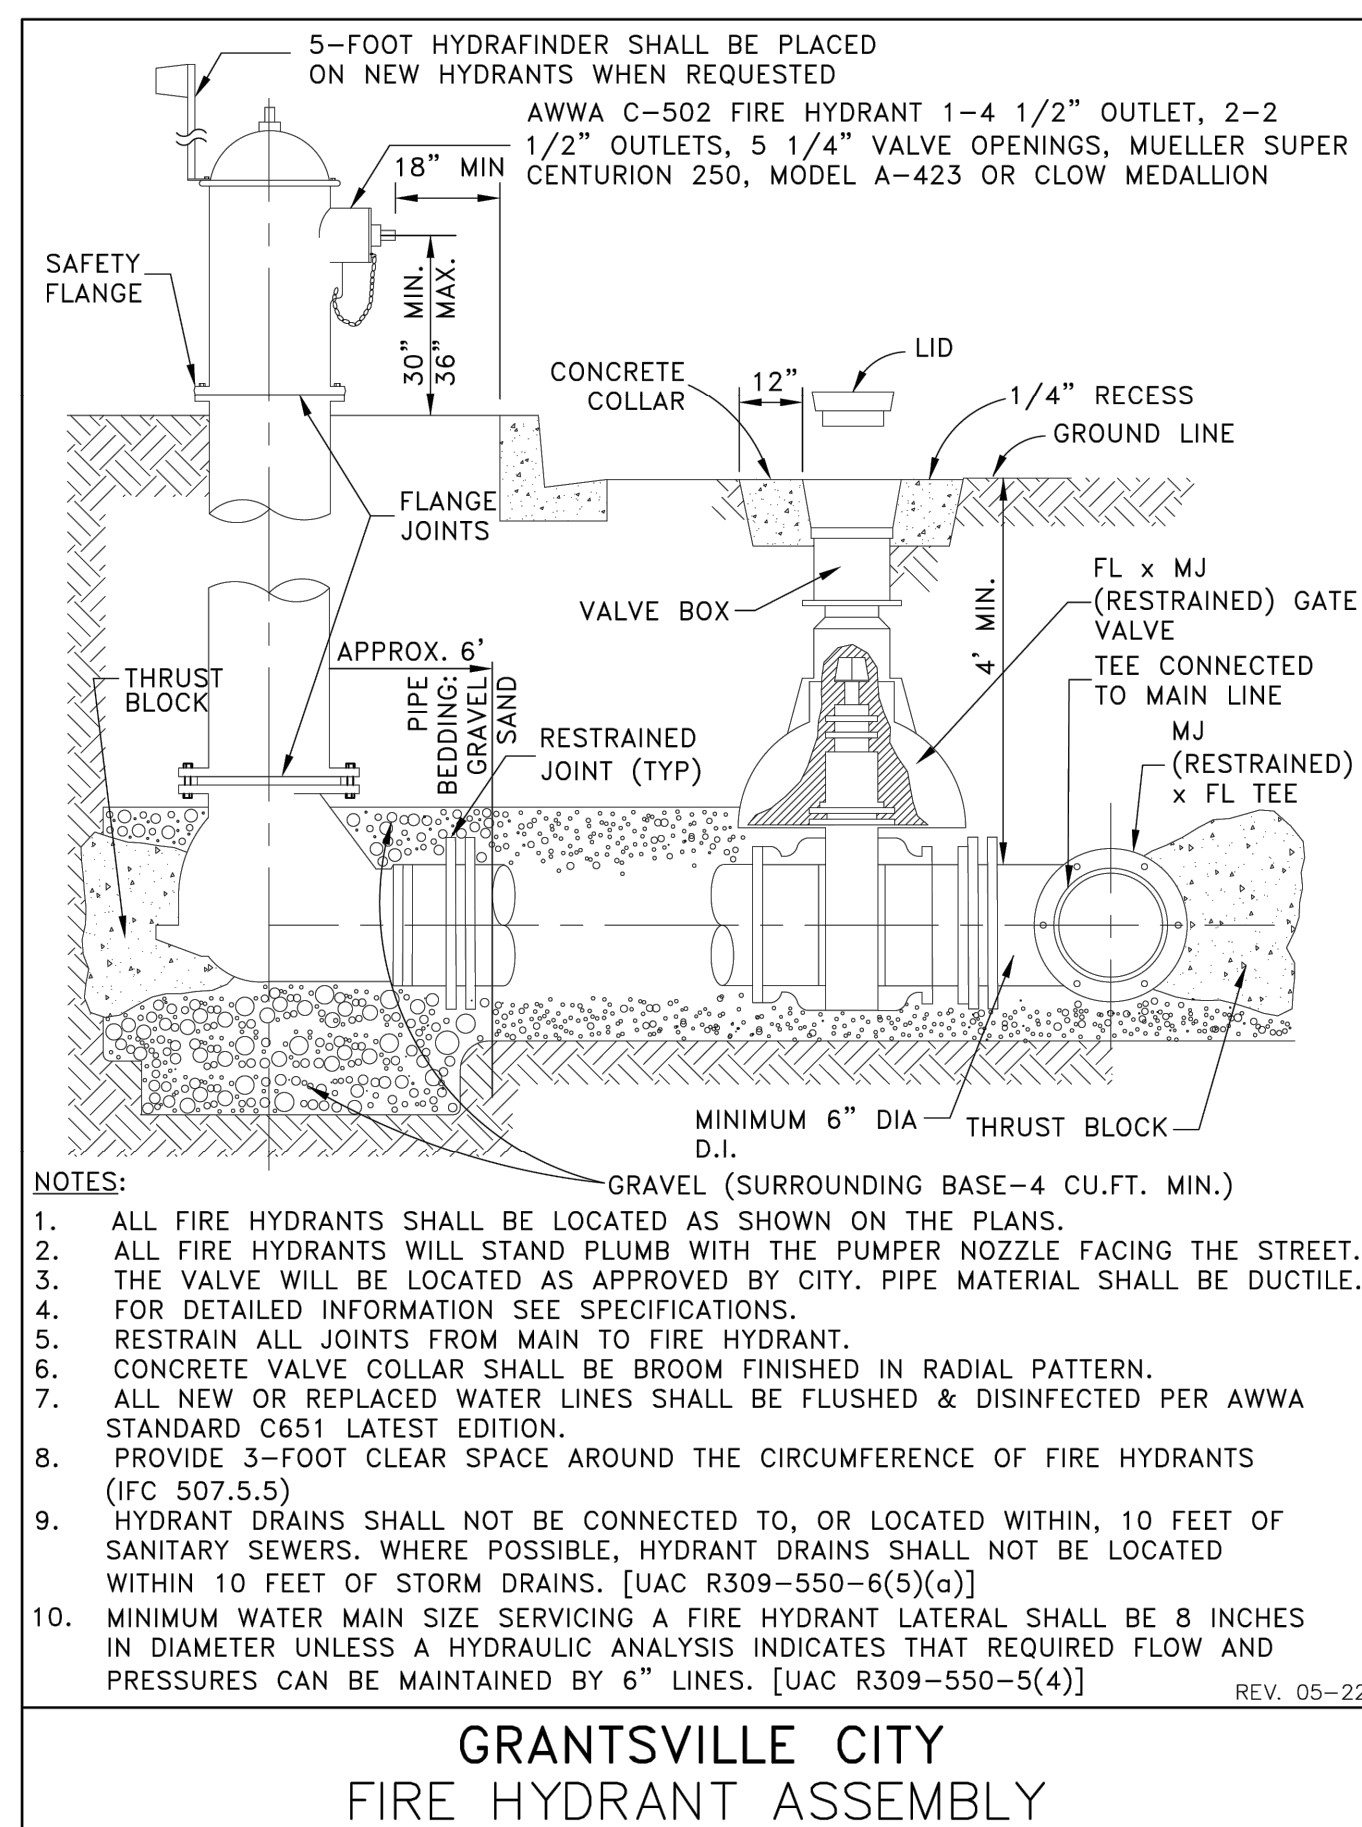 5-FOOT HYDRAFINDER SHALL BE PLACED
ON NEW HYDRANTS WHEN REQUESTED
AWWA C-502 FIRE HYDRANT 1-4 1/2" OUTLET, 2-2
1/2" OUTLETS, 5 1/4" VALVE OPENINGS, MUELLER SUPER
CENTURION 250, MODEL A-423 OR CLOW MEDALLION
18" MIN
SAFETY
FLANGE
30" MIN.
36" MAX.
CONCRETE
COLLAR
12"
LID
1/4" RECESS
GROUND LINE
FLANGE
JOINTS
VALVE BOX
4' MIN.
FL x MJ
(RESTRAINED) GATE
VALVE
TEE CONNECTED
TO MAIN LINE
MJ
(RESTRAINED)
x FL TEE
APPROX. 6'
THRUST
BLOCK
PIPE
BEDDING:
GRAVEL
SAND
RESTRAINED
JOINT (TYP)
MINIMUM 6" DIA
D.I.
THRUST BLOCK
GRAVEL (SURROUNDING BASE-4 CU.FT. MIN.)
NOTES:
1. ALL FIRE HYDRANTS SHALL BE LOCATED AS SHOWN ON THE PLANS.
2. ALL FIRE HYDRANTS WILL STAND PLUMB WITH THE PUMPER NOZZLE FACING THE STREET.
3. THE VALVE WILL BE LOCATED AS APPROVED BY CITY. PIPE MATERIAL SHALL BE DUCTILE.
4. FOR DETAILED INFORMATION SEE SPECIFICATIONS.
5. RESTRAIN ALL JOINTS FROM MAIN TO FIRE HYDRANT.
6. CONCRETE VALVE COLLAR SHALL BE BROOM FINISHED IN RADIAL PATTERN.
7. ALL NEW OR REPLACED WATER LINES SHALL BE FLUSHED & DISINFECTED PER AWWA
STANDARD C651 LATEST EDITION.
8. PROVIDE 3-FOOT CLEAR SPACE AROUND THE CIRCUMFERENCE OF FIRE HYDRANTS
(IFC 507.5.5)
9. HYDRANT DRAINS SHALL NOT BE CONNECTED TO, OR LOCATED WITHIN, 10 FEET OF
SANITARY SEWERS. WHERE POSSIBLE, HYDRANT DRAINS SHALL NOT BE LOCATED
WITHIN 10 FEET OF STORM DRAINS. [UAC R309-550-6(5)(a)]
10. MINIMUM WATER MAIN SIZE SERVICING A FIRE HYDRANT LATERAL SHALL BE 8 INCHES
IN DIAMETER UNLESS A HYDRAULIC ANALYSIS INDICATES THAT REQUIRED FLOW AND
PRESSURES CAN BE MAINTAINED BY 6" LINES. [UAC R309-550-5(4)]
REV. 05-22
GRANTSVILLE CITY
FIRE HYDRANT ASSEMBLY